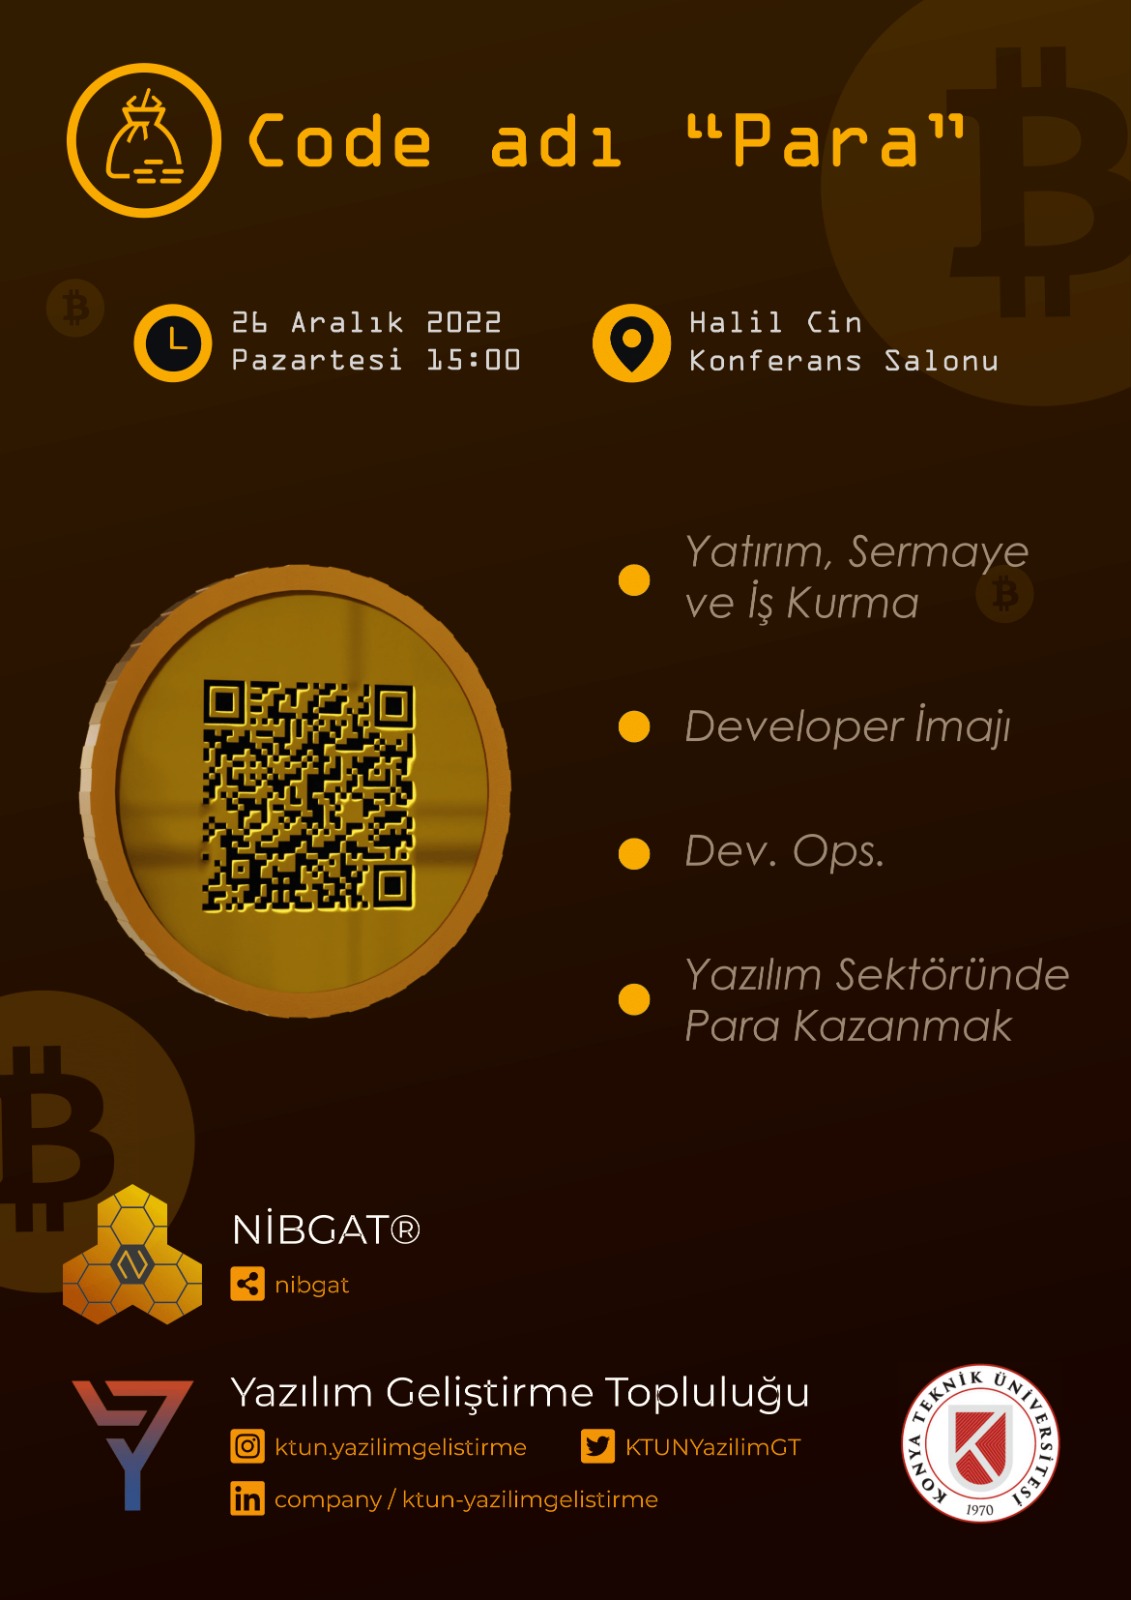 Code adı “Para”
26 Aralık 2022
Pazartesi 15:00
Halil Cin
Konferans Salonu
Yatırım, Sermaye
ve İş Kurma
Developer İmajı
Dev. Ops.
Yazılım Sektöründe
Para Kazanmak
NİBGAT®
nibgat
Yazılım Geliştirme Topluluğu
ktun.yazilimgelistirme
KTUNYazilimGT
company / ktun-yazilimgelistirme
KONYA TEKNİK ÜNİVERSİTESİ
1970